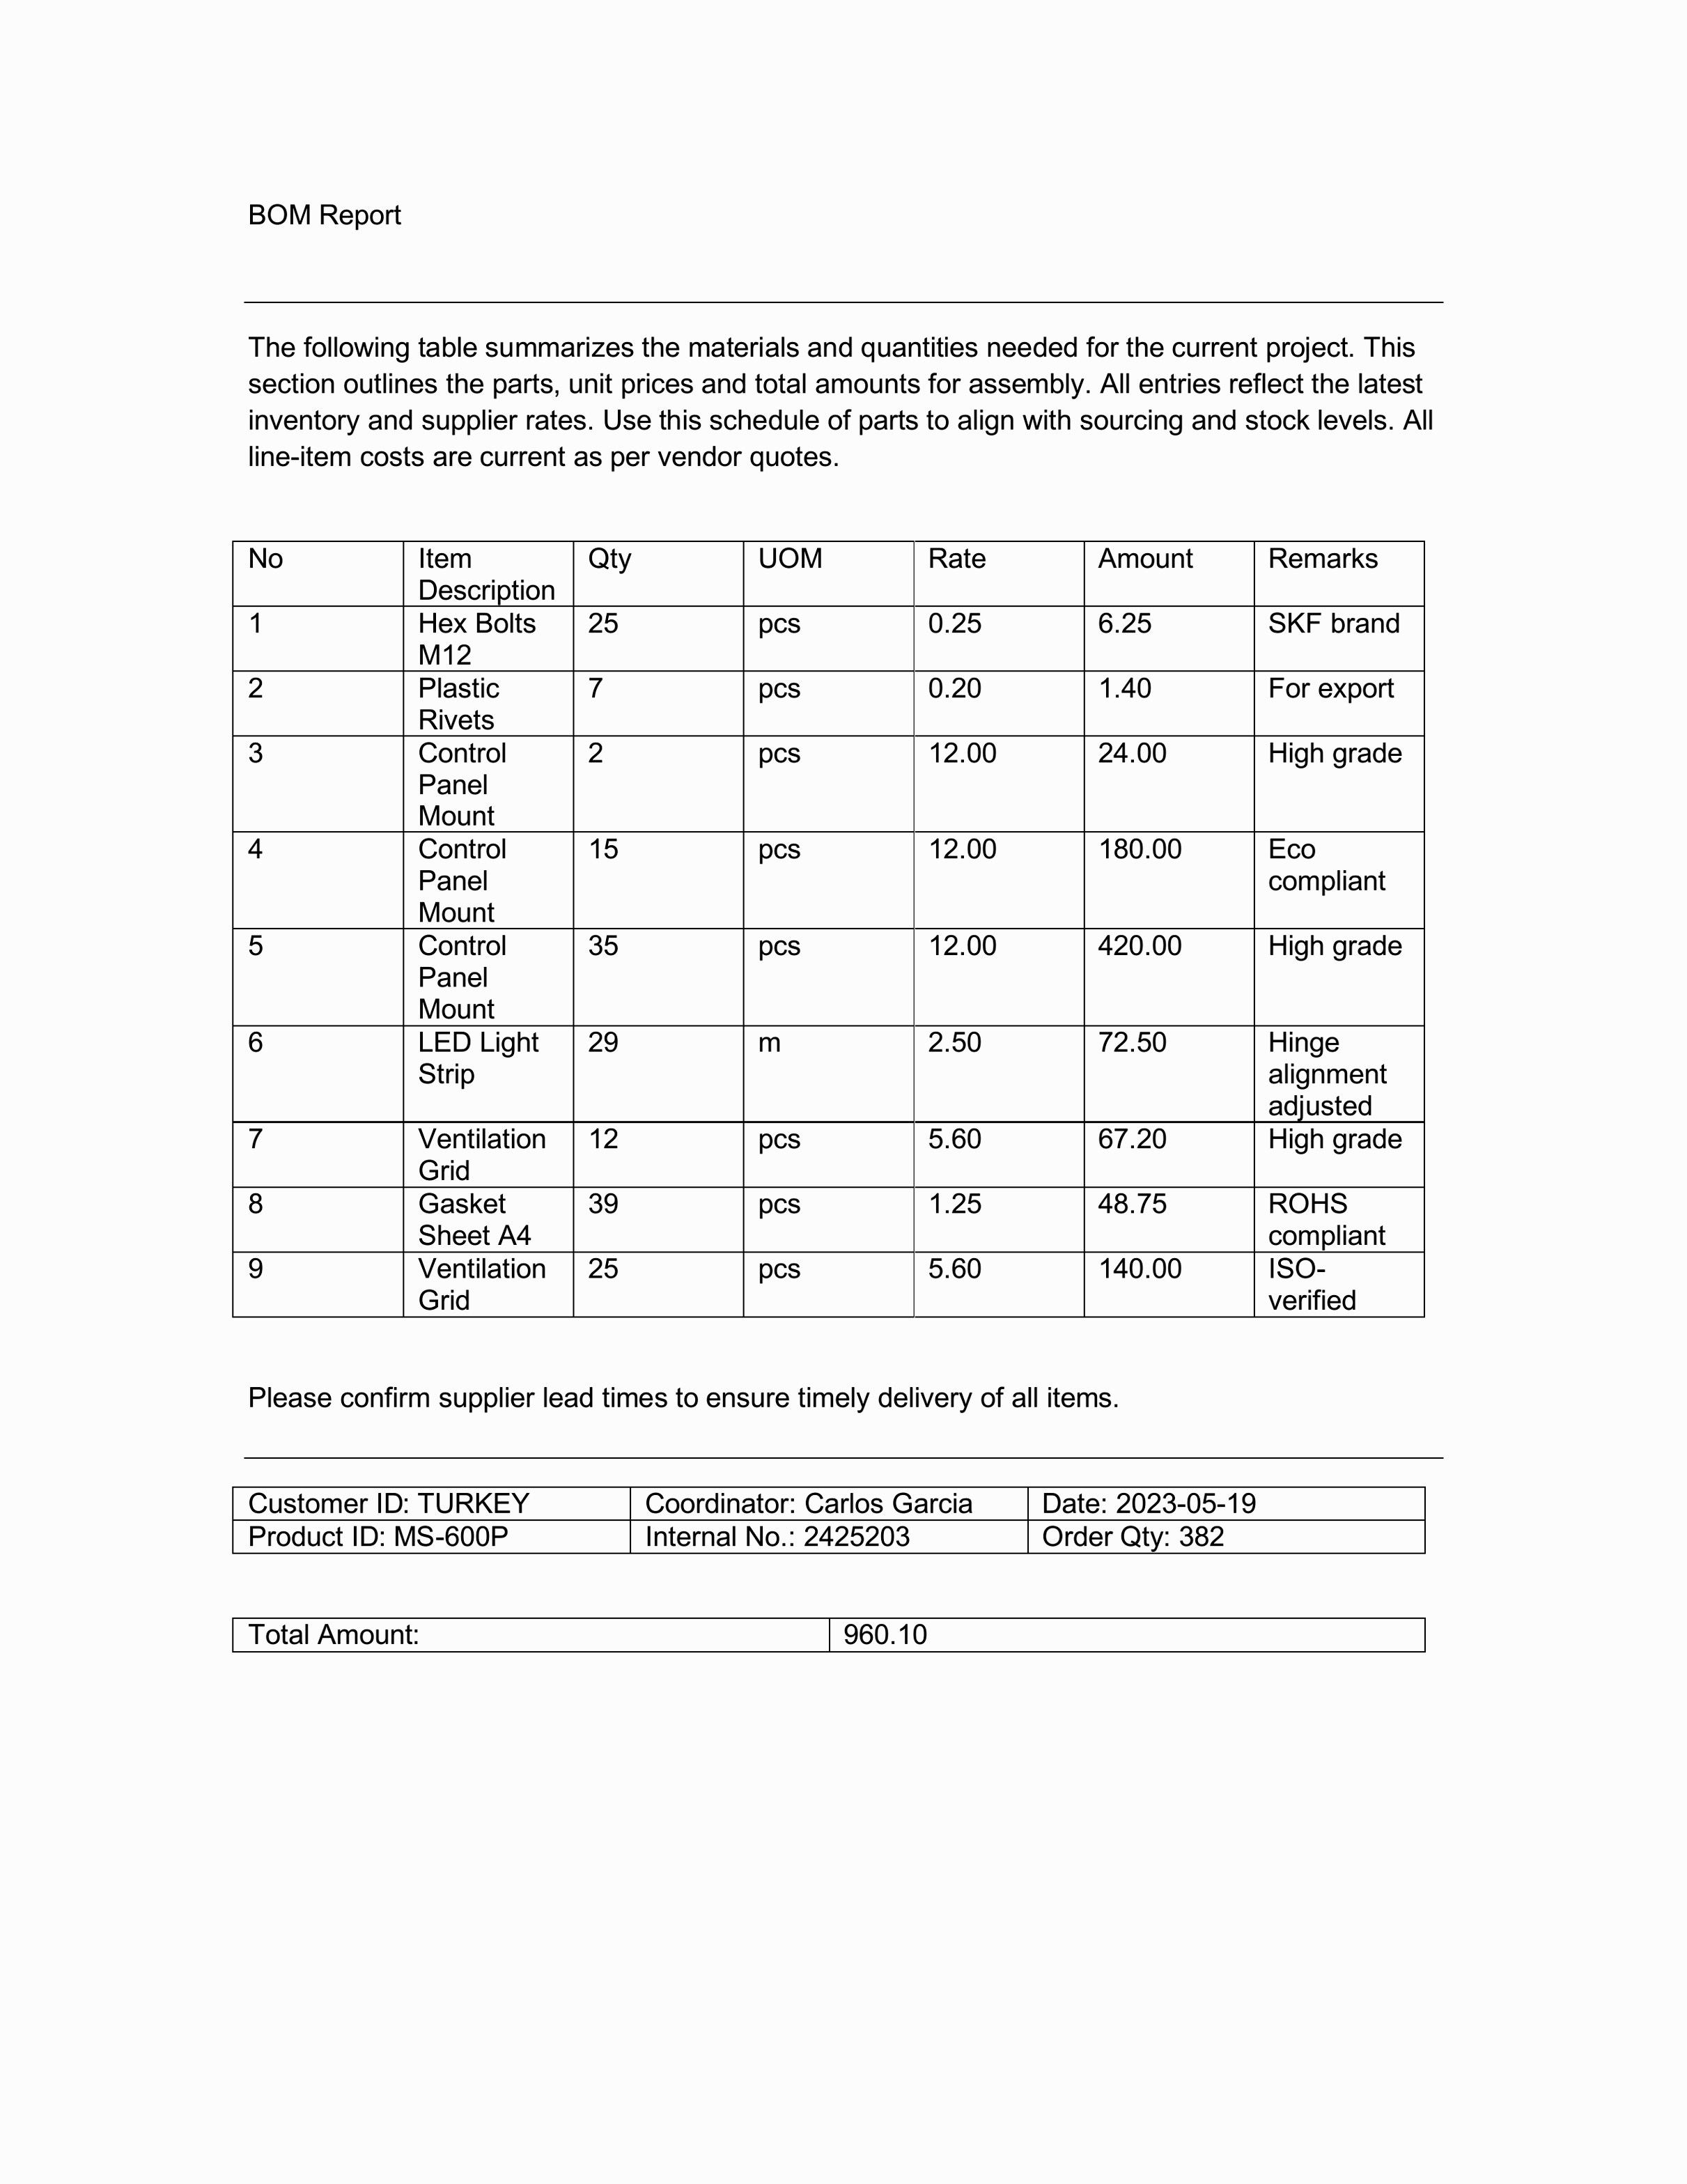 BOM Report
The following table summarizes the materials and quantities needed for the current project. This
section outlines the parts, unit prices and total amounts for assembly. All entries reflect the latest
inventory and supplier rates. Use this schedule of parts to align with sourcing and stock levels. All
line-item costs are current as per vendor quotes.
No Item Description Qty UOM Rate Amount Remarks
1 Hex Bolts M12 25 pcs 0.25 6.25 SKF brand
2 Plastic Rivets 7 pcs 0.20 1.40 For export
3 Control Panel Mount 2 pcs 12.00 24.00 High grade
4 Control Panel Mount 15 pcs 12.00 180.00 Eco compliant
5 Control Panel Mount 35 pcs 12.00 420.00 High grade
6 LED Light Strip 29 m 2.50 72.50 Hinge alignment adjusted
7 Ventilation Grid 12 pcs 5.60 67.20 High grade
8 Gasket Sheet A4 39 pcs 1.25 48.75 ROHS compliant
9 Ventilation Grid 25 pcs 5.60 140.00 ISO-verified
Please confirm supplier lead times to ensure timely delivery of all items.
Customer ID: TURKEY Coordinator: Carlos Garcia Date: 2023-05-19
Product ID: MS-600P Internal No.: 2425203 Order Qty: 382
Total Amount: 960.10